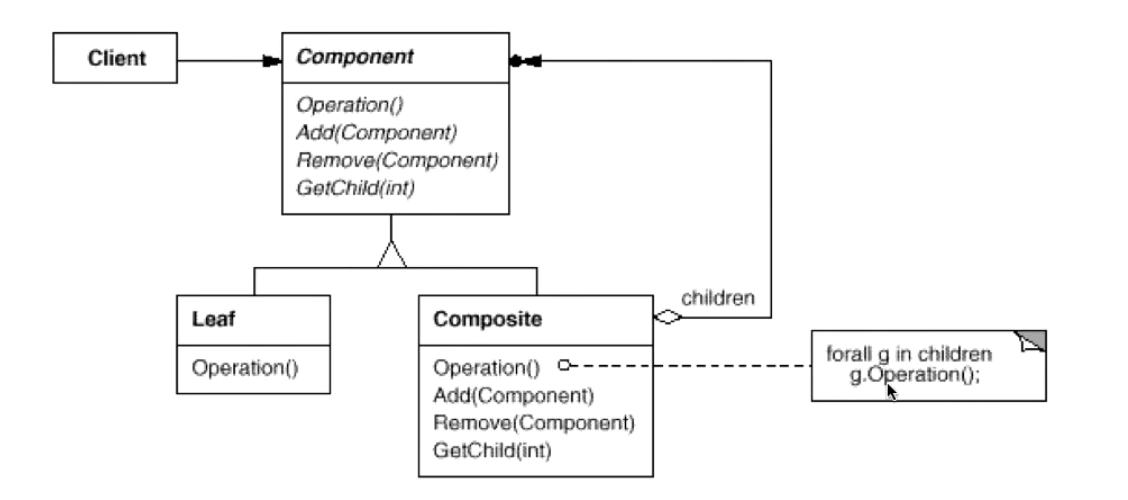 Client
Component
Operation()
Add(Component)
Remove(Component)
GetChild(int)
Leaf
Operation()
Composite
Operation()
Add(Component)
Remove(Component)
GetChild(int)
children
forall g in children
g.Operation();